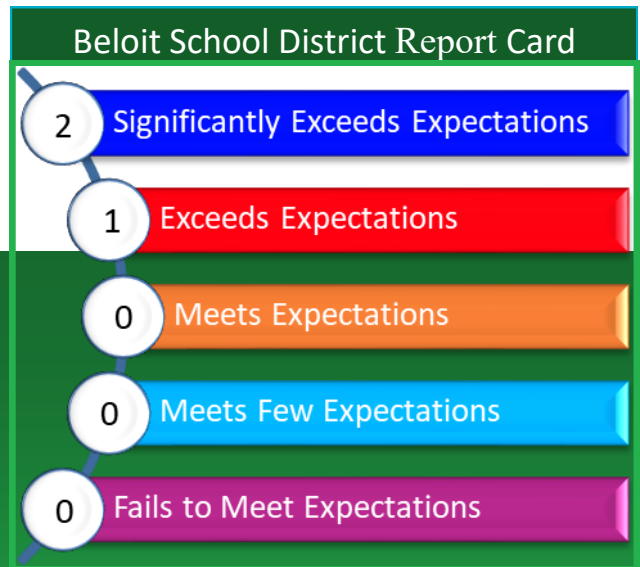 Beloit School District Report Card
2 Significantly Exceeds Expectations
1 Exceeds Expectations
0 Meets Expectations
0 Meets Few Expectations
0 Fails to Meet Expectations